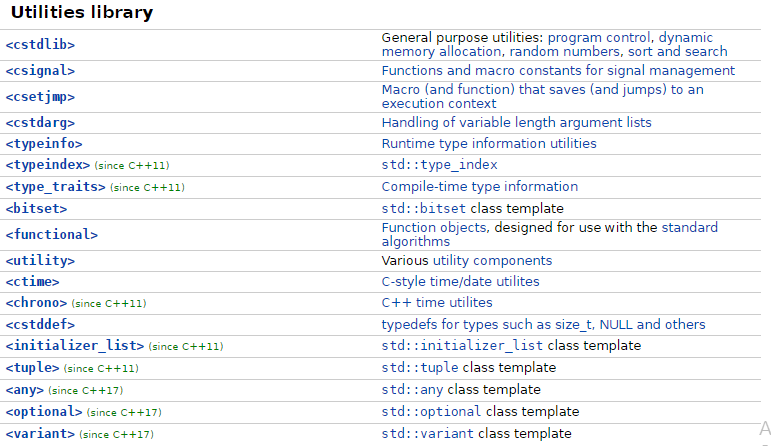 Utilities library
<cstdlib> General purpose utilities: program control, dynamic
memory allocation, random numbers, sort and search
<csignal> Functions and macro constants for signal management
<csetjmp> Macro (and function) that saves (and jumps) to an
execution context
<cstdarg> Handling of variable length argument lists
<typeinfo> Runtime type information utilities
<typeindex> (since C++11) std::type_index
<type_traits> (since C++11) Compile-time type information
<bitset> std::bitset class template
<functional> Function objects, designed for use with the standard
algorithms
<utility> Various utility components
<ctime> C-style time/date utilites
<chrono> (since C++11) C++ time utilites
<cstddef> typedefs for types such as size_t, NULL and others
<initializer_list> (since C++11) std::initializer_list class template
<tuple> (since C++11) std::tuple class template
<any> (since C++17) std::any class template
<optional> (since C++17) std::optional class template
<variant> (since C++17) std::variant class template